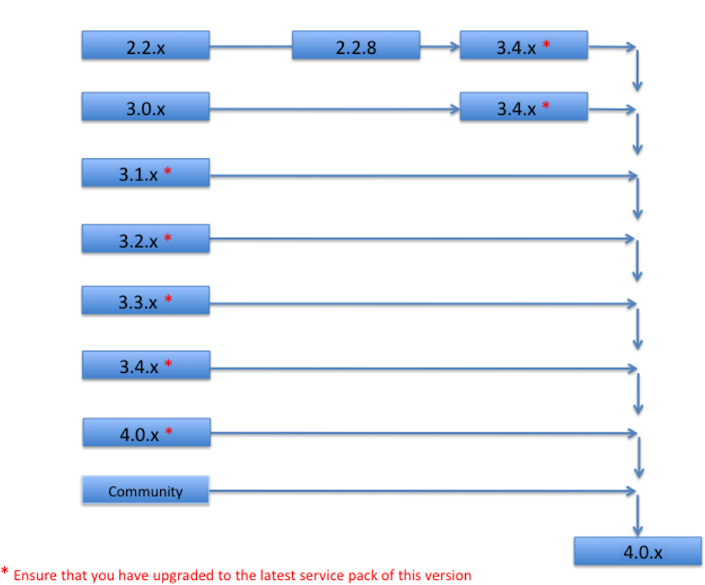 2.2.x 2.2.8 3.4.x *
3.0.x 3.4.x *
3.1.x *
3.2.x *
3.3.x *
3.4.x *
4.0.x *
Community
4.0.x
* Ensure that you have upgraded to the latest service pack of this version